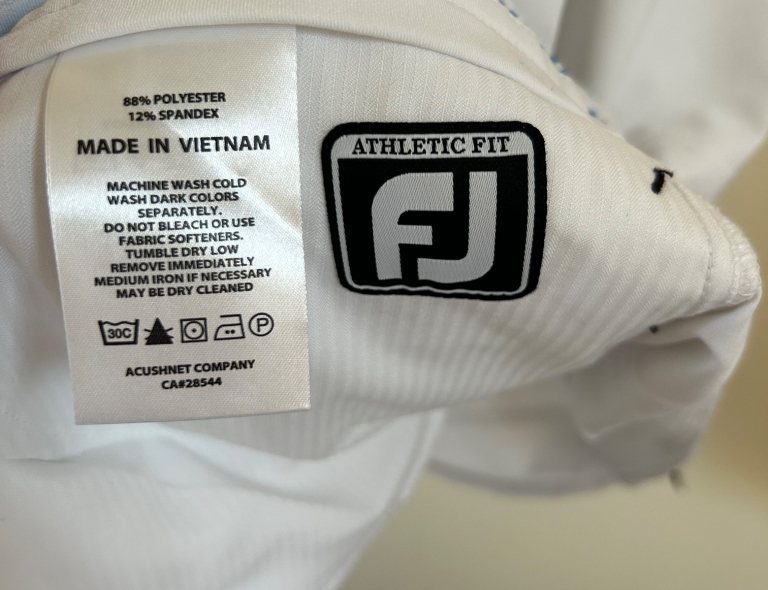 88% POLYESTER
12% SPANDEX
MADE IN VIETNAM
MACHINE WASH COLD
WASH DARK COLORS
SEPARATELY.
DO NOT BLEACH OR USE
FABRIC SOFTENERS.
TUMBLE DRY LOW
REMOVE IMMEDIATELY
MEDIUM IRON IF NECESSARY
MAY BE DRY CLEANED
30C P
ACUSHNET COMPANY
CA#28544
ATHLETIC FIT
FJ